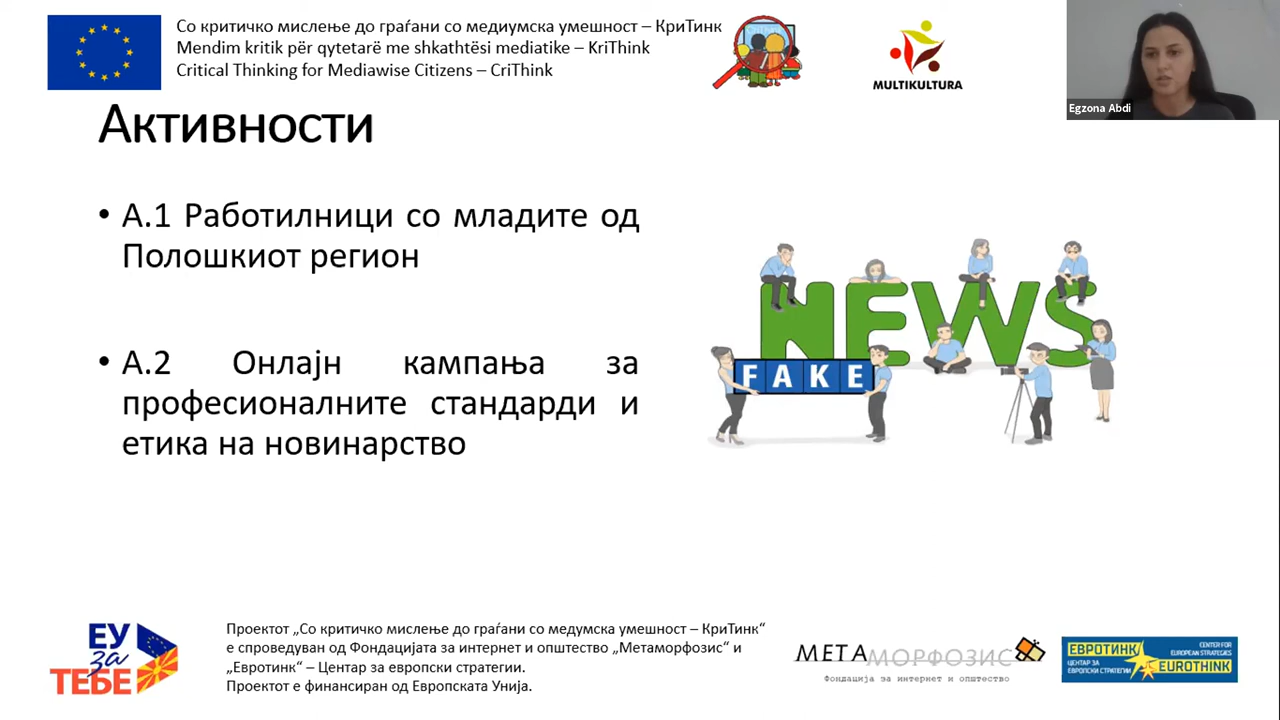 Со критичко мислење до граѓани со медиумска умешност – КриТинк
Mendim kritik për qytetarë me shkathtësi mediatike – KriThink
Critical Thinking for Mediawise Citizens – CriThink
MULTIKULTURA
Egzona Abdi
Активности
• А.1 Работилници со младите од
Полошкиот регион
• А.2 Онлајн кампања за
професионалните стандарди и
етика на новинарство
NEWS
FAKE
ЕУ
за
ТЕБЕ
Проектот „Со критичко мислење до граѓани со медумска умешност – КриТинк“
е спроведуван од Фондацијата за интернет и општество „Метаморфозис“ и
„Евротинк“ – Центар за европски стратегии.
Проектот е финансиран од Европската Унија.
МЕТАМОРФОЗИС
Фондација за интернет и општество
ЕВРОТИНК
ЦЕНТАР ЗА
ЕВРОПСКИ СТРАТЕГИИ
CENTER FOR
EUROPEAN STRATEGIES
EUROTHINK